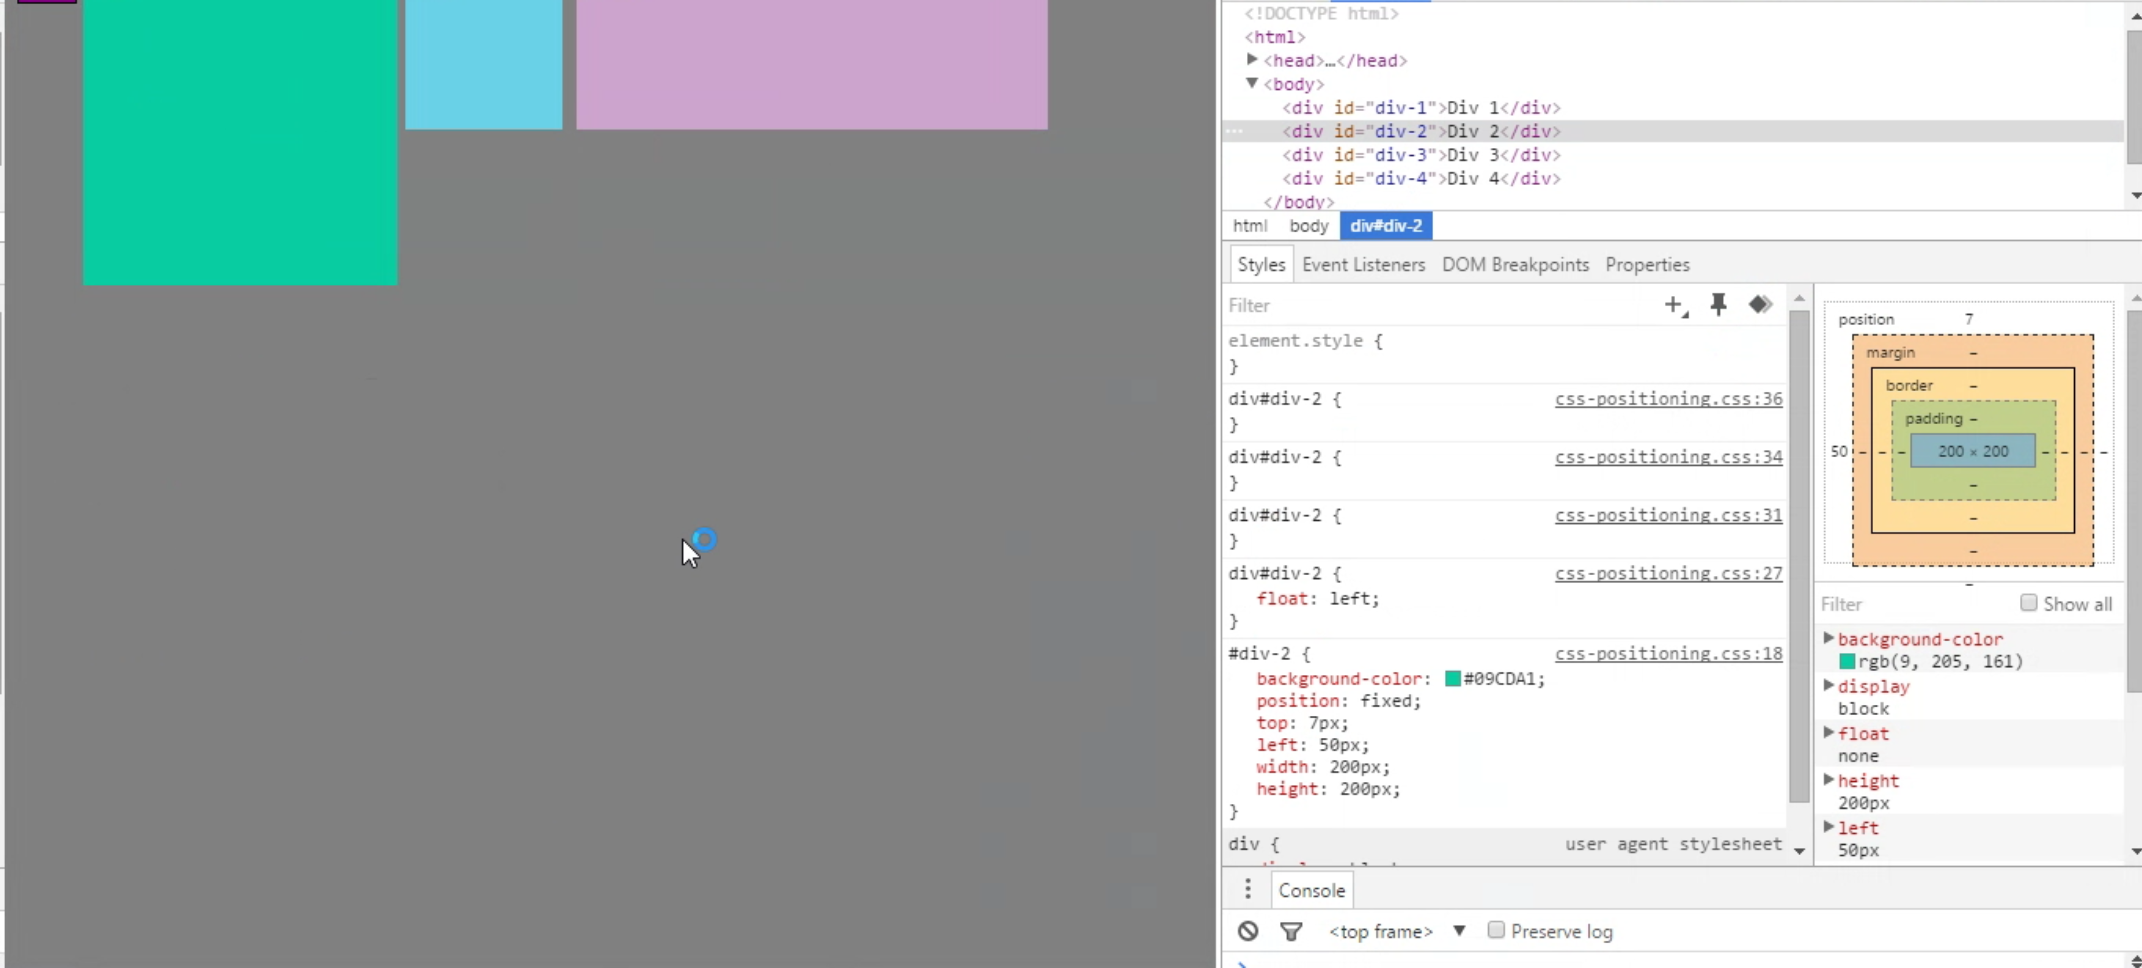 <!DOCTYPE html>
<html>
<head>…</head>
<body>
<div id="div-1">Div 1</div>
<div id="div-2">Div 2</div>
<div id="div-3">Div 3</div>
<div id="div-4">Div 4</div>
</body>
html body div#div-2
Styles Event Listeners DOM Breakpoints Properties
Filter
element.style {
}
div#div-2 { css-positioning.css:36
}
div#div-2 { css-positioning.css:34
}
div#div-2 { css-positioning.css:31
}
div#div-2 { css-positioning.css:27
float: left;
}
#div-2 { css-positioning.css:18
background-color: #09CDA1;
position: fixed;
top: 7px;
left: 50px;
width: 200px;
height: 200px;
}
div { user agent stylesheet
position 7
margin –
border –
padding –
50 – – – 200 × 200 – – – –
–
–
–
–
Filter Show all
background-color
rgb(9, 205, 161)
display
block
float
none
height
200px
left
50px
Console
<top frame> Preserve log